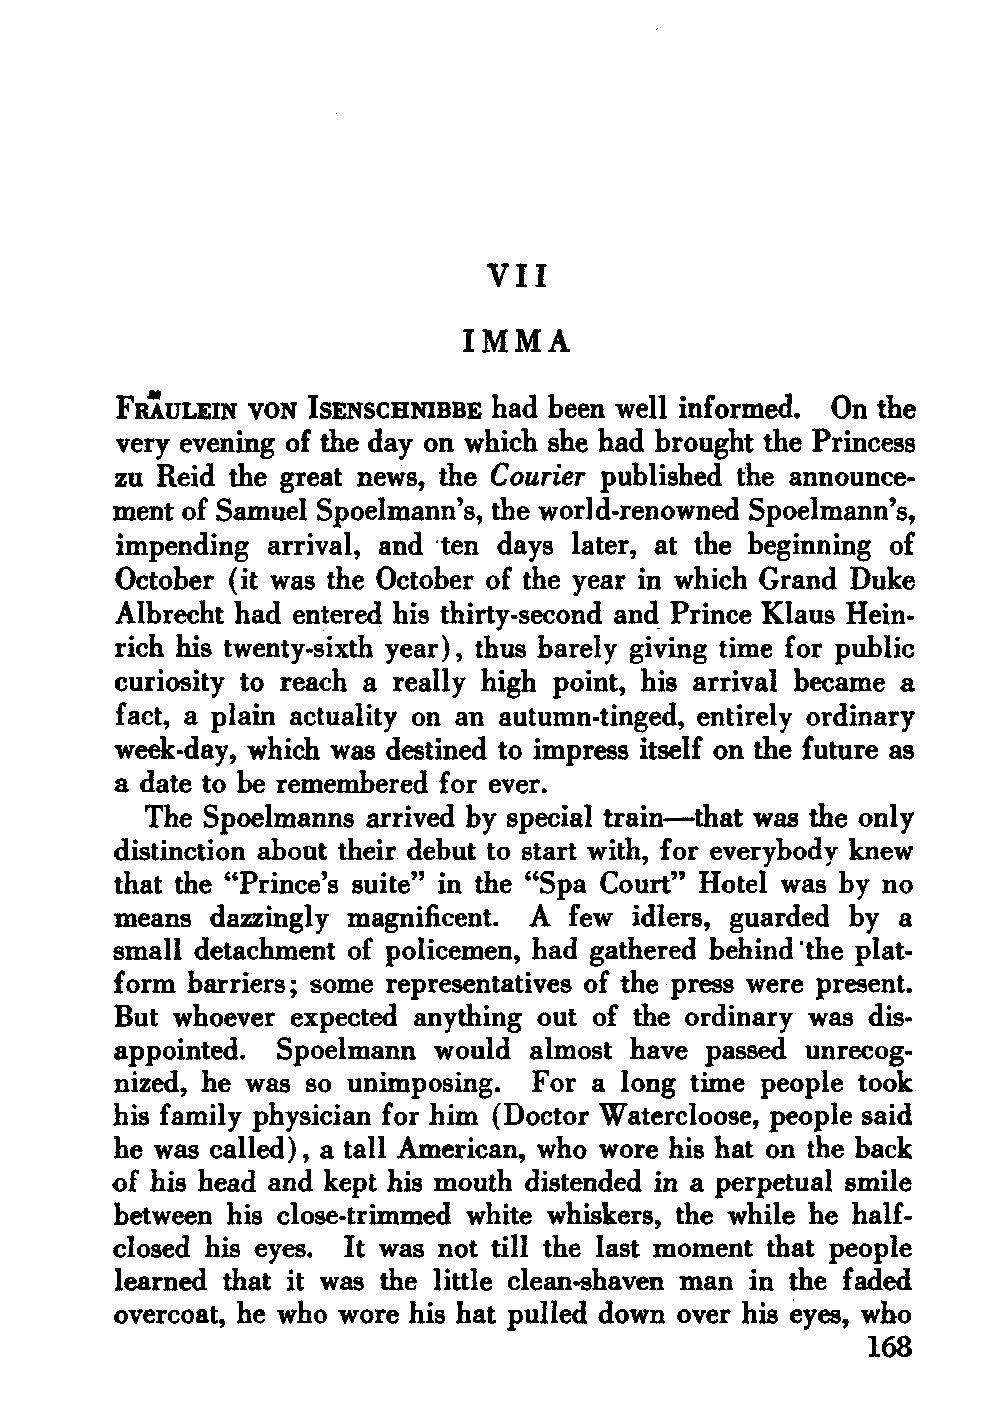 VII
IMMA
FRÄULEIN VON ISENSCHNIBBE had been well informed. On the
very evening of the day on which she had brought the Princess
zu Reid the great news, the Courier published the announce-
ment of Samuel Spoelmann's, the world-renowned Spoelmann's,
impending arrival, and ten days later, at the beginning of
October (it was the October of the year in which Grand Duke
Albrecht had entered his thirty-second and Prince Klaus Hein-
rich his twenty-sixth year), thus barely giving time for public
curiosity to reach a really high point, his arrival became a
fact, a plain actuality on an autumn-tinged, entirely ordinary
week-day, which was destined to impress itself on the future as
a date to be remembered for ever.
The Spoelmanns arrived by special train—that was the only
distinction about their debut to start with, for everybody knew
that the “Prince's suite” in the “Spa Court” Hotel was by no
means dazzingly magnificent. A few idlers, guarded by a
small detachment of policemen, had gathered behind the plat-
form barriers; some representatives of the press were present.
But whoever expected anything out of the ordinary was dis-
appointed. Spoelmann would almost have passed unrecog-
nized, he was so unimposing. For a long time people took
his family physician for him (Doctor Watercloose, people said
he was called), a tall American, who wore his hat on the back
of his head and kept his mouth distended in a perpetual smile
between his close-trimmed white whiskers, the while he half-
closed his eyes. It was not till the last moment that people
learned that it was the little clean-shaven man in the faded
overcoat, he who wore his hat pulled down over his eyes, who
168